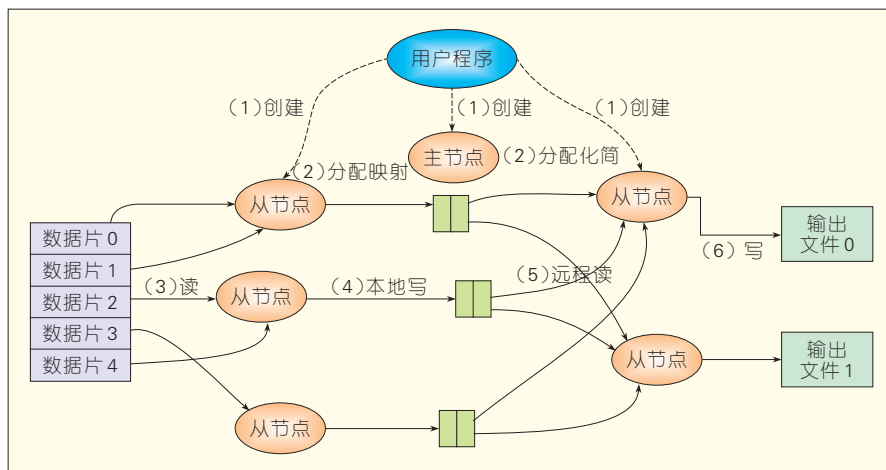 用户程序
(1)创建
(1)创建
(1)创建
主节点
(2)分配映射
(2)分配化简
从节点
从节点
数据片0
数据片1
数据片2
数据片3
数据片4
(3)读
从节点
(4)本地写
(5)远程读
(6)写
输出
文件0
从节点
输出
文件1
从节点